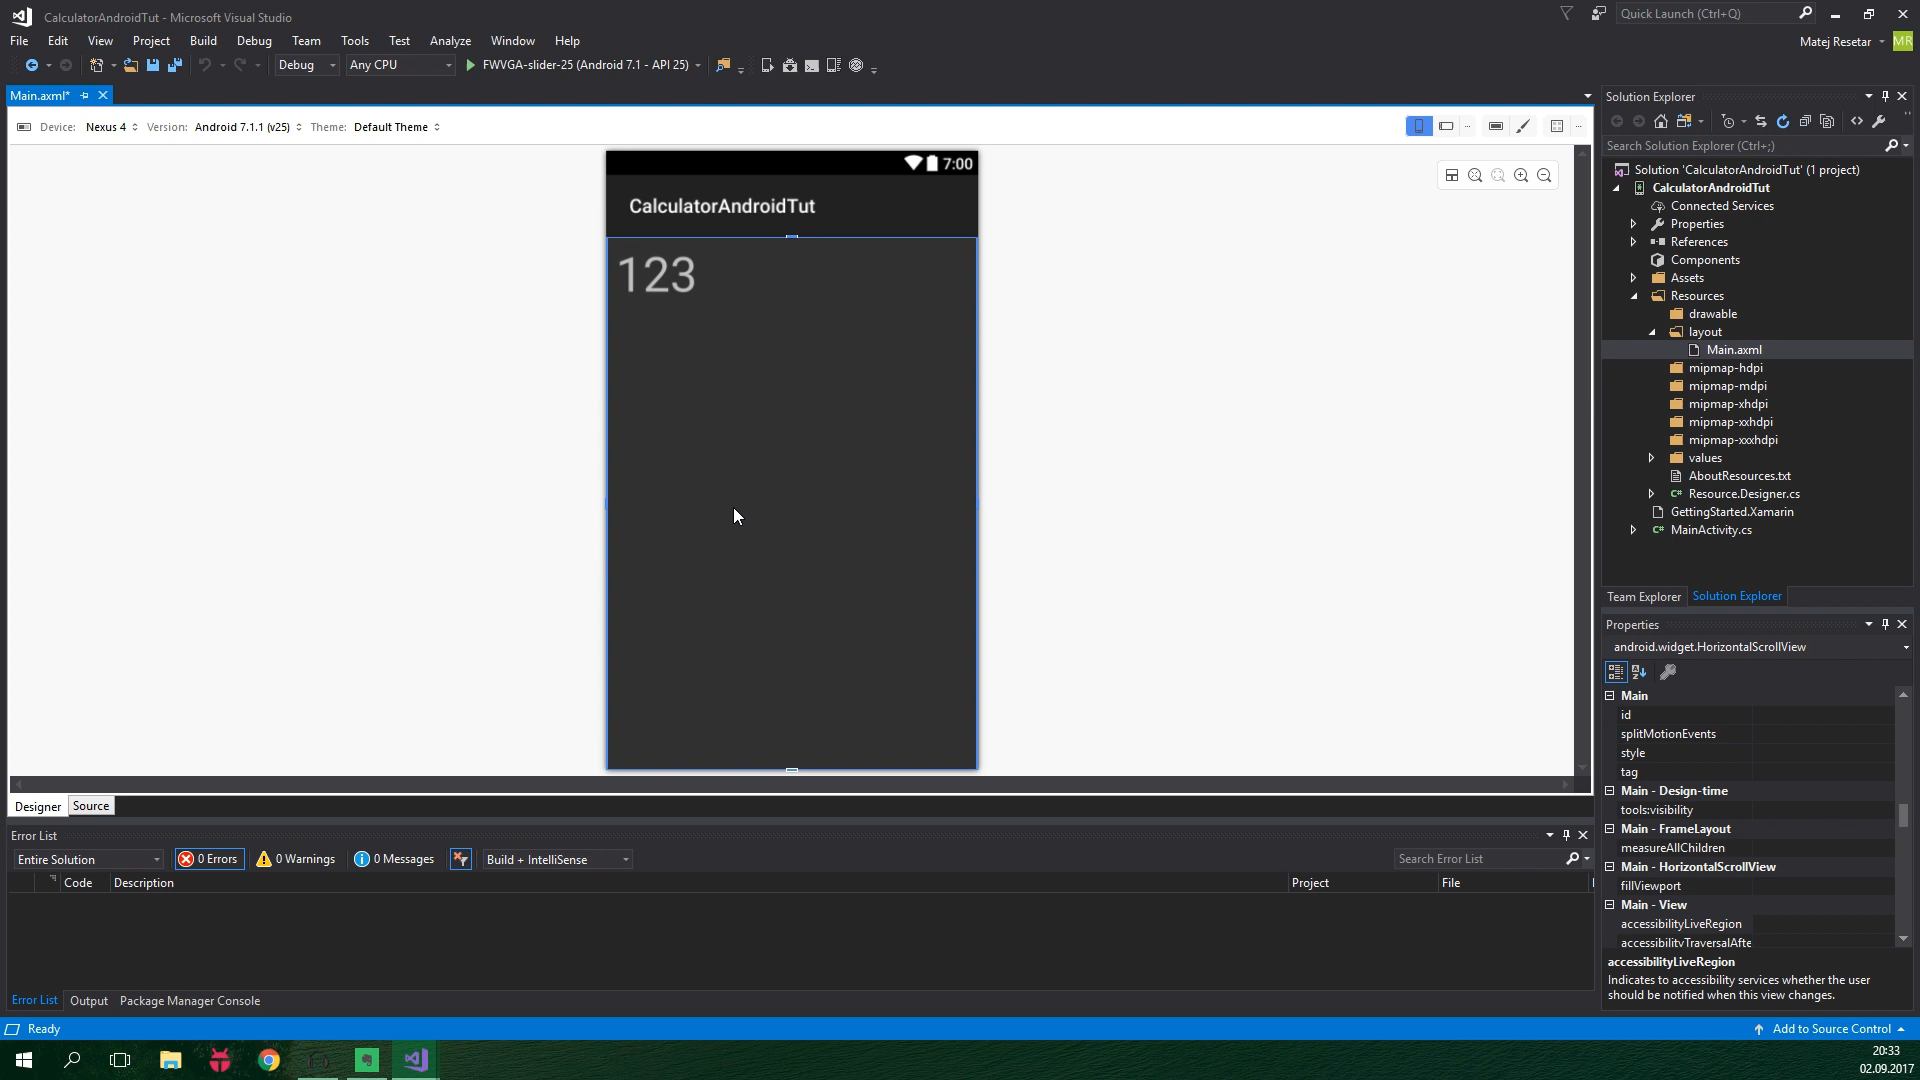 CalculatorAndroidTut - Microsoft Visual Studio
Quick Launch (Ctrl+Q)
File Edit View Project Build Debug Team Tools Test Analyze Window Help
Matej Resetar MR
Debug Any CPU FWVGA-slider-25 (Android 7.1 - API 25)
Main.axml*
Device: Nexus 4 Version: Android 7.1.1 (v25) Theme: Default Theme
7:00
CalculatorAndroidTut
123
Designer Source
Error List
Entire Solution 0 Errors 0 Warnings 0 Messages Build + IntelliSense Search Error List
Code Description Project File
Error List Output Package Manager Console
Solution Explorer
Search Solution Explorer (Ctrl+;)
Solution 'CalculatorAndroidTut' (1 project)
CalculatorAndroidTut
Connected Services
Properties
References
Components
Assets
Resources
drawable
layout
Main.axml
mipmap-hdpi
mipmap-mdpi
mipmap-xhdpi
mipmap-xxhdpi
mipmap-xxxhdpi
values
AboutResources.txt
C# Resource.Designer.cs
GettingStarted.Xamarin
C# MainActivity.cs
Team Explorer Solution Explorer
Properties
android.widget.HorizontalScrollView
Main
id
splitMotionEvents
style
tag
Main - Design-time
tools:visibility
Main - FrameLayout
measureAllChildren
Main - HorizontalScrollView
fillViewport
Main - View
accessibilityLiveRegion
accessibilityTraversalAfte
accessibilityLiveRegion
Indicates to accessibility services whether the user
should be notified when this view changes.
Ready
Add to Source Control
20:33
02.09.2017